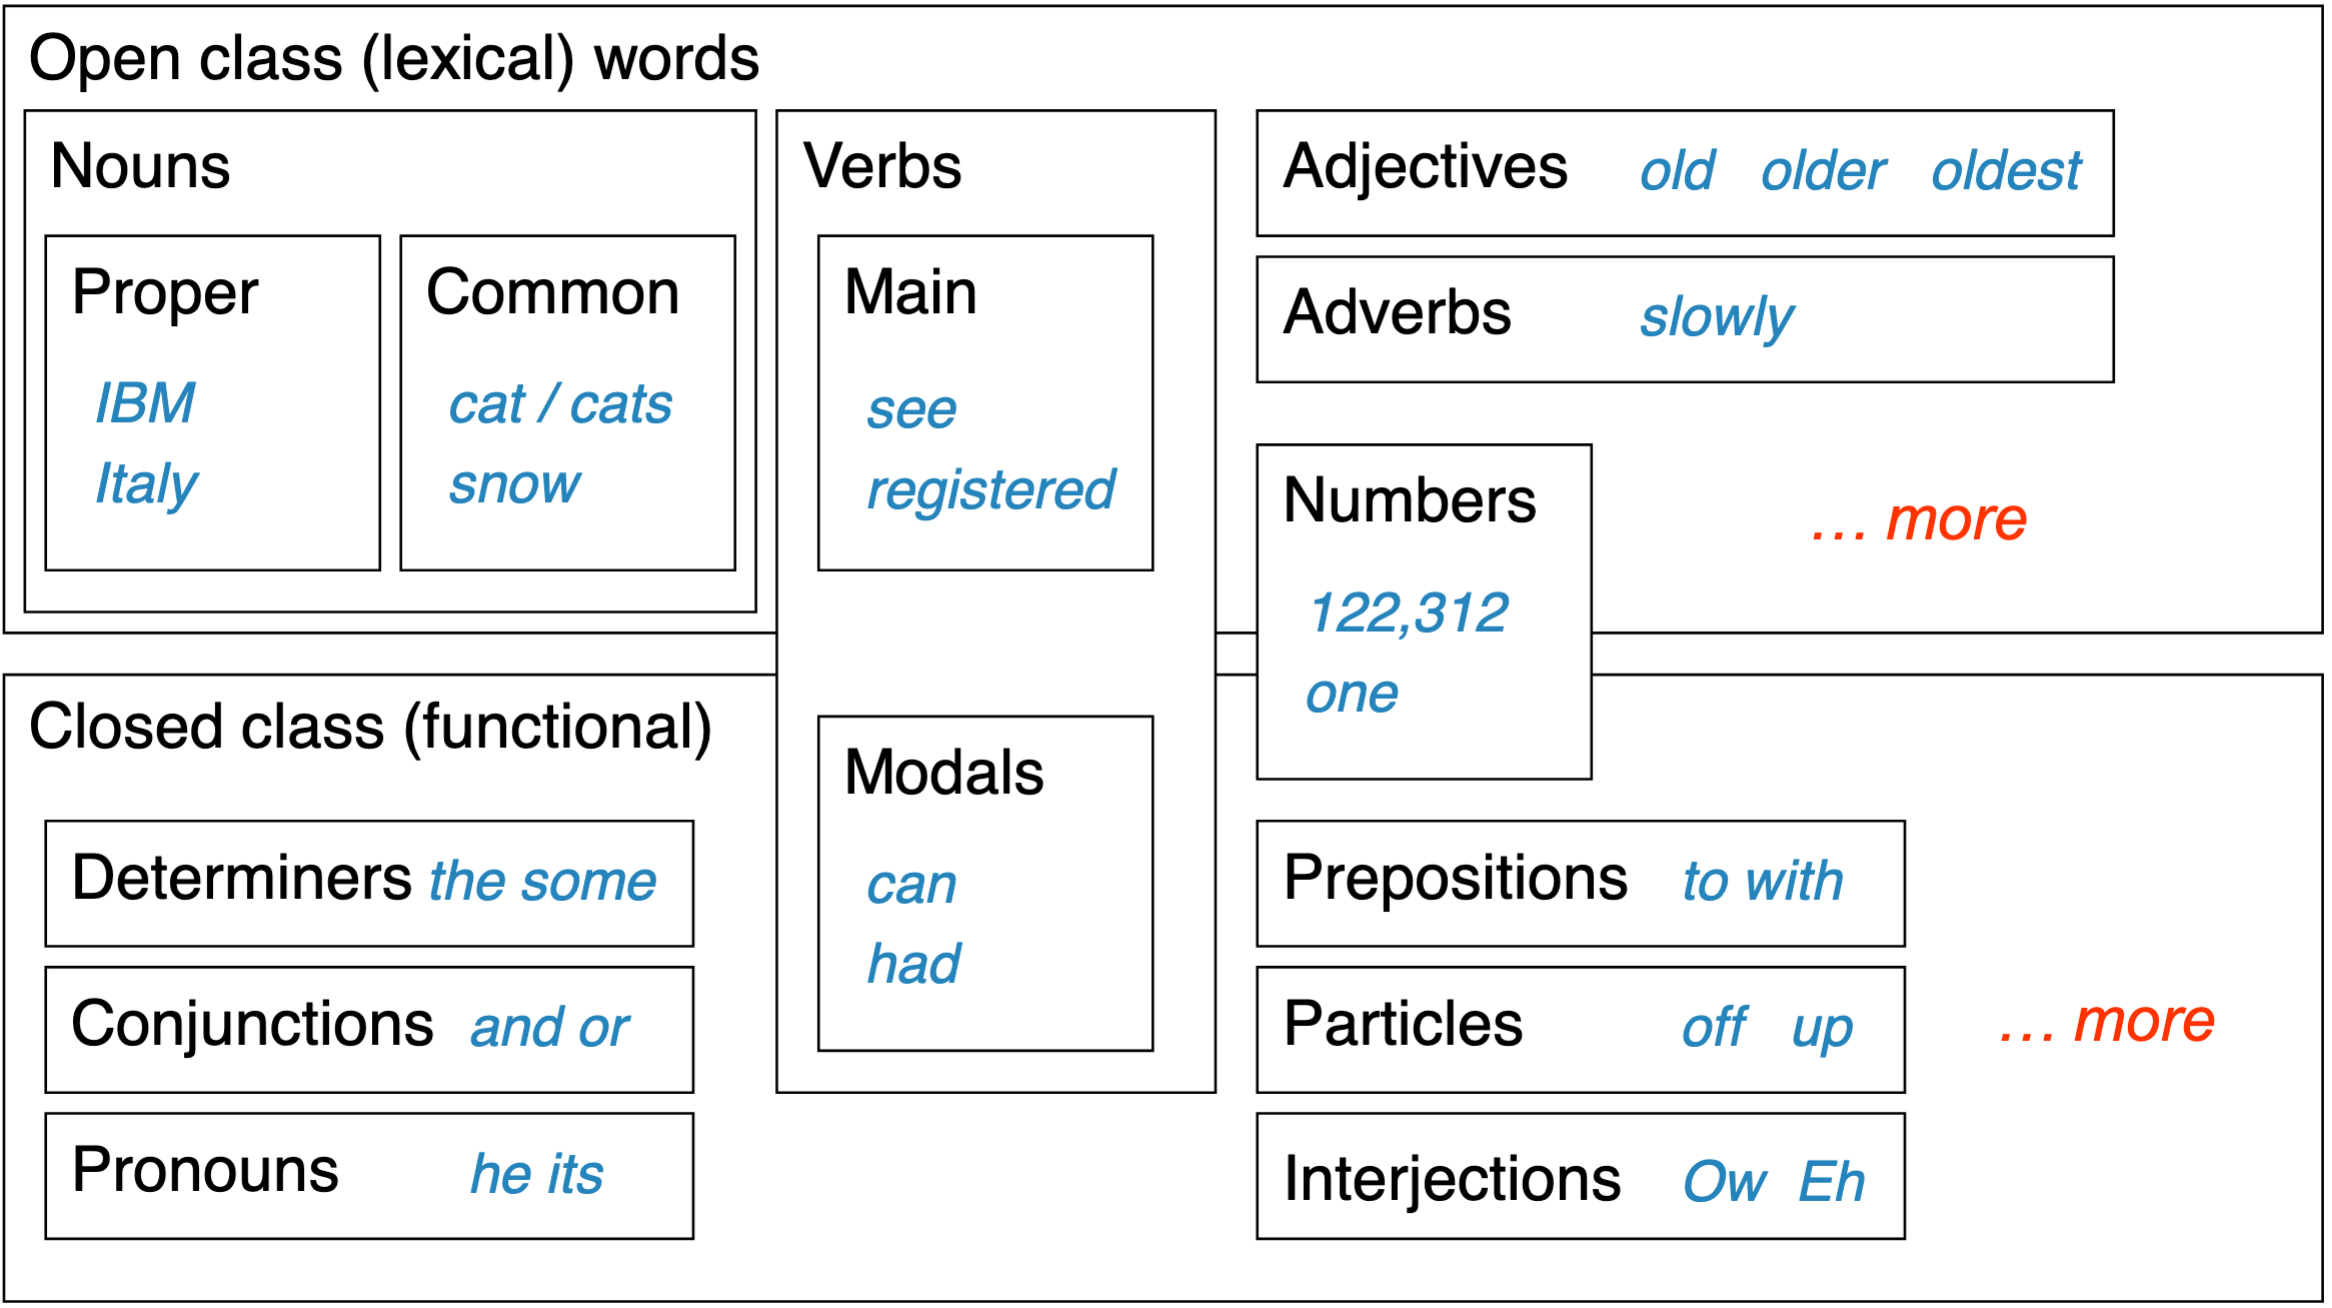 Open class (lexical) words
Nouns
Proper
IBM
Italy
Common
cat / cats
snow
Verbs
Main
see
registered
Adjectives old older oldest
Adverbs slowly
Numbers
122,312
one
… more
Closed class (functional)
Determiners the some
Conjunctions and or
Pronouns he its
Modals
can
had
Prepositions to with
Particles off up
Interjections Ow Eh
… more